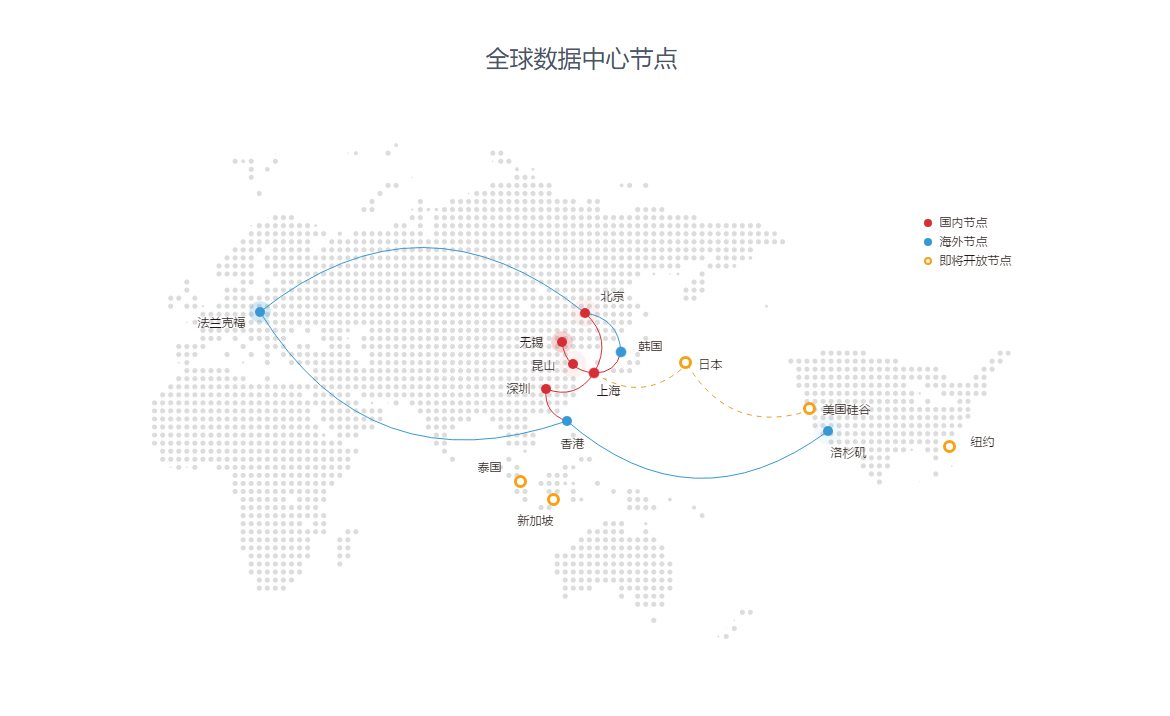 全球数据中心节点
国内节点
海外节点
即将开放节点
北京
法兰克福
无锡
韩国
昆山
日本
深圳
上海
美国硅谷
香港
洛杉矶
纽约
泰国
新加坡